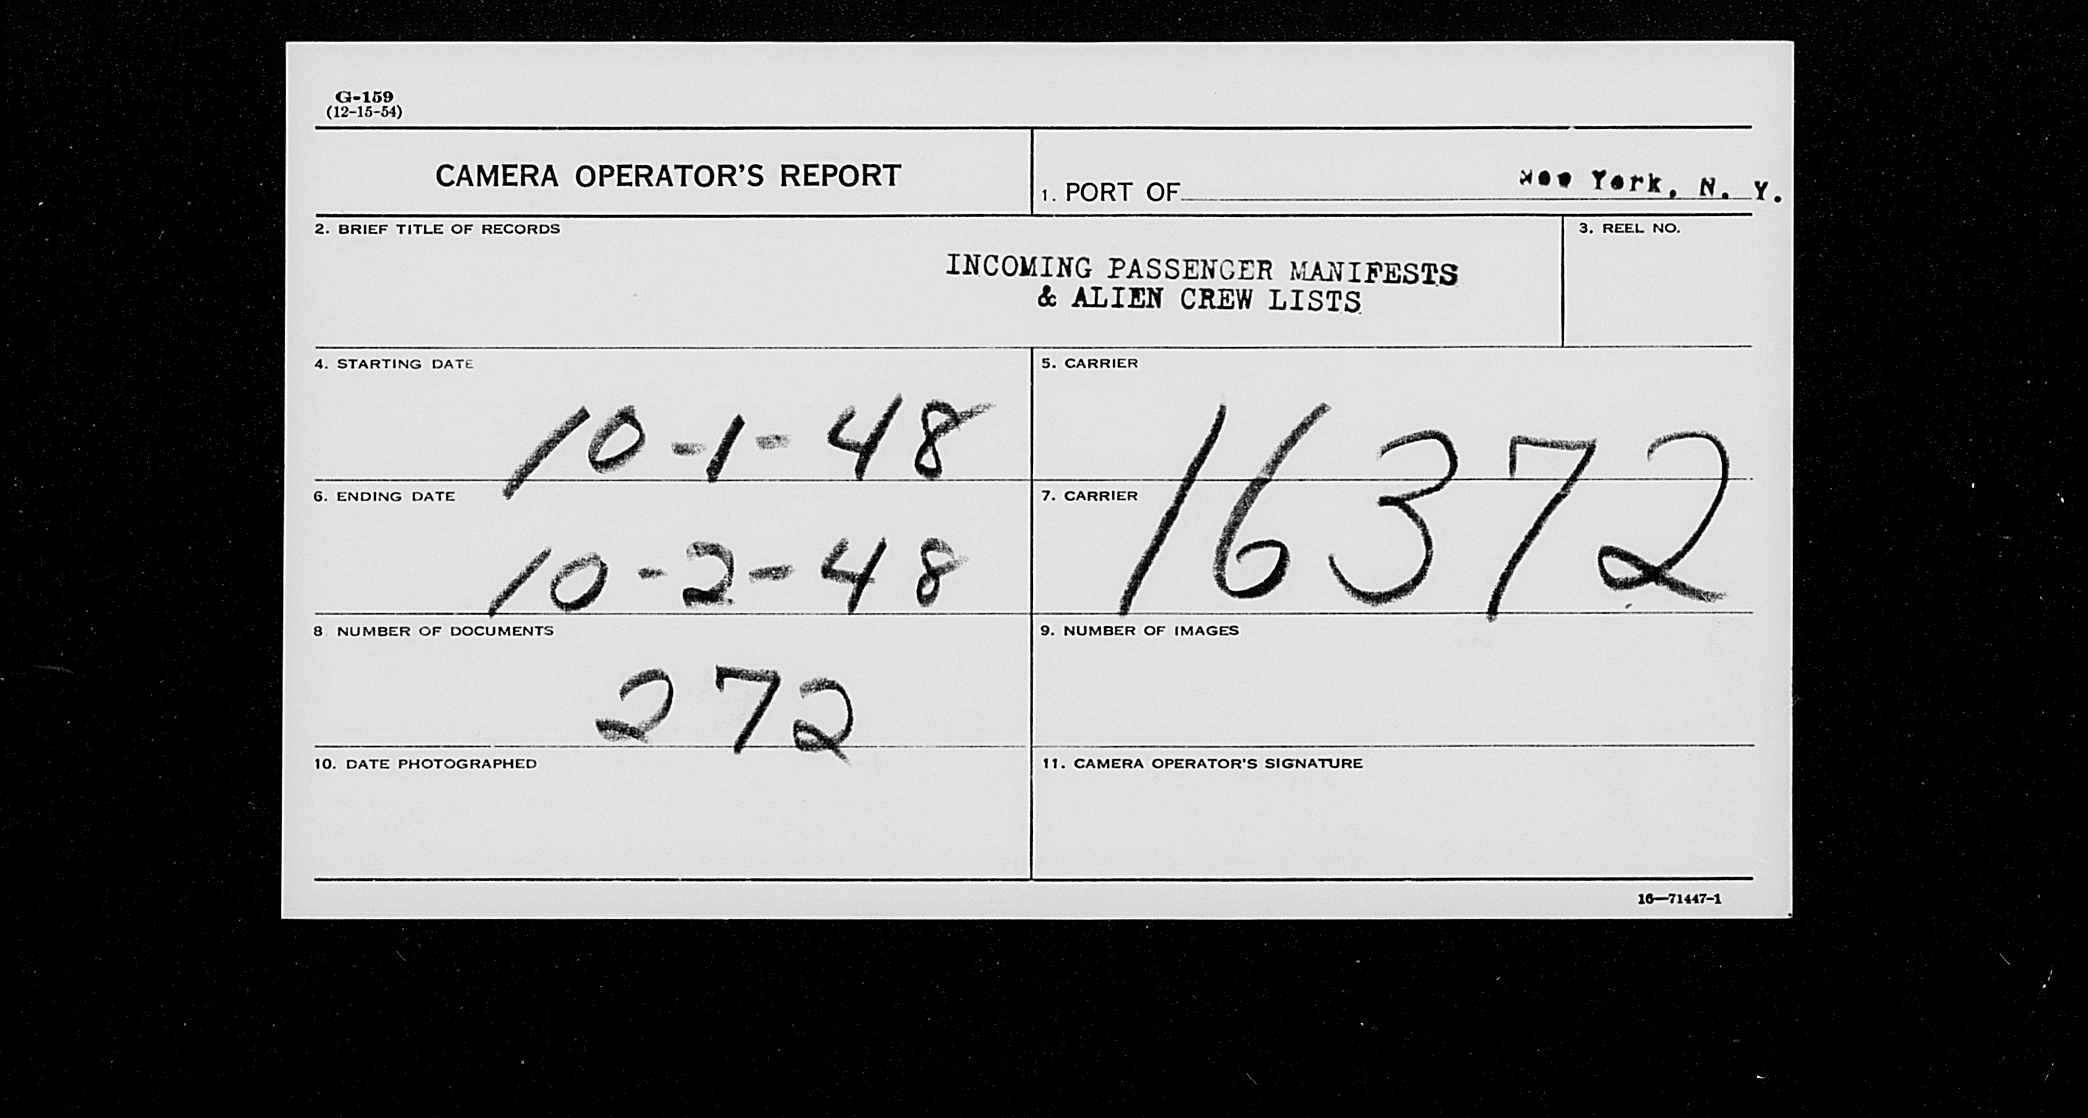 G-159
(12-15-54)
CAMERA OPERATOR'S REPORT
1. PORT OF New York, N. Y.
2. BRIEF TITLE OF RECORDS
INCOMING PASSENGER MANIFESTS
& ALIEN CREW LISTS
3. REEL NO.
4. STARTING DATE
10-1-48
5. CARRIER
16372
6. ENDING DATE
10-2-48
7. CARRIER
8 NUMBER OF DOCUMENTS
272
9. NUMBER OF IMAGES
10. DATE PHOTOGRAPHED
11. CAMERA OPERATOR'S SIGNATURE
16—71447-1